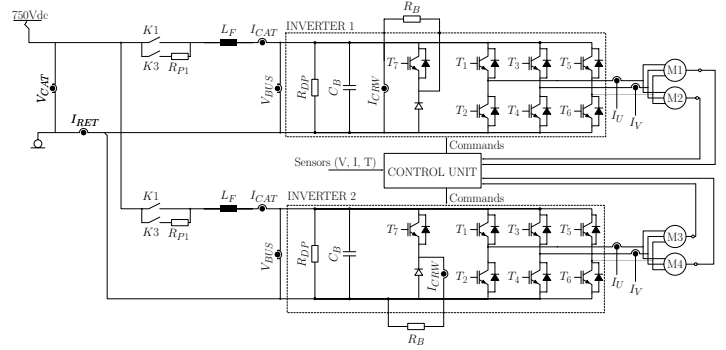 750Vdc
K1
K3
R_P1
L_F
I_CAT
V_CAT
I_RET
INVERTER 1
R_B
V_BUS
R_DP
C_B
I_CRW
T_7
T_1
T_3
T_5
T_2
T_4
T_6
I_U
I_V
M1
M2
Commands
Sensors (V, I, T)
CONTROL UNIT
Commands
K1
K3
R_P1
L_F
I_CAT
INVERTER 2
V_BUS
R_DP
C_B
T_7
I_CRW
T_1
T_3
T_5
T_2
T_4
T_6
I_U
I_V
M3
M4
R_B